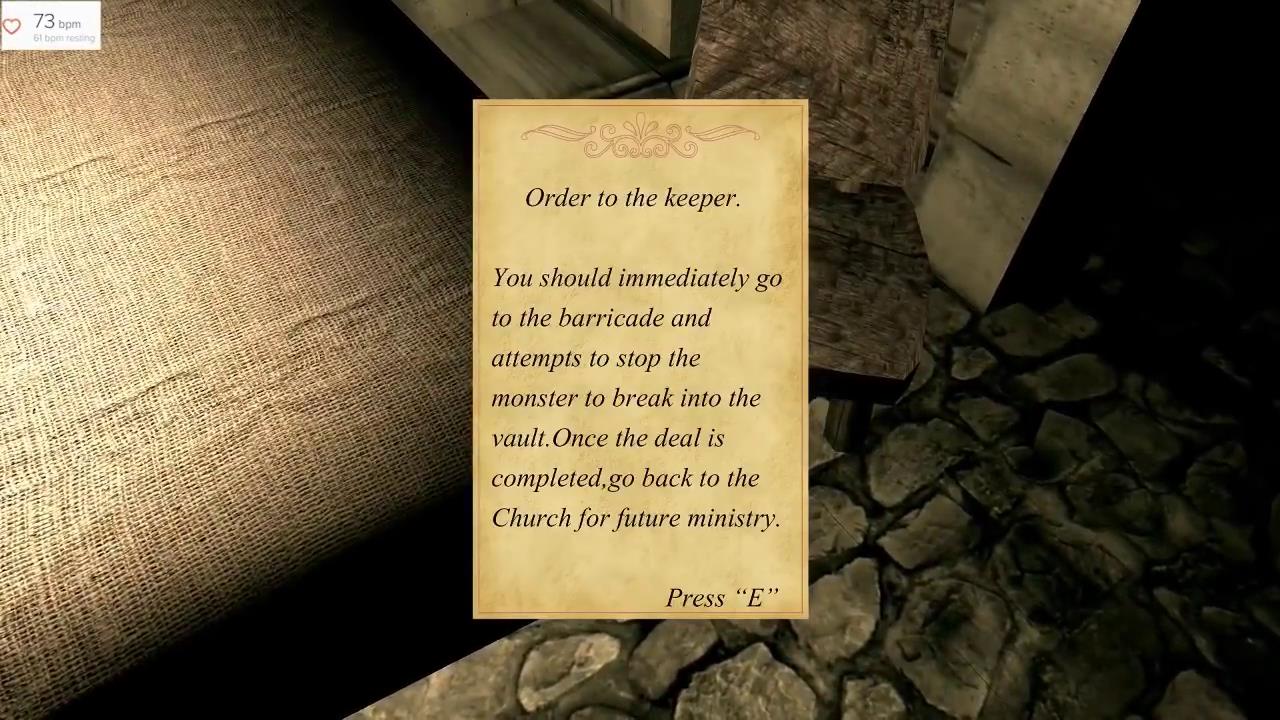 73 bpm
61 bpm resting
Order to the keeper.
You should immediately go
to the barricade and
attempts to stop the
monster to break into the
vault.Once the deal is
completed,go back to the
Church for future ministry.
Press “E”